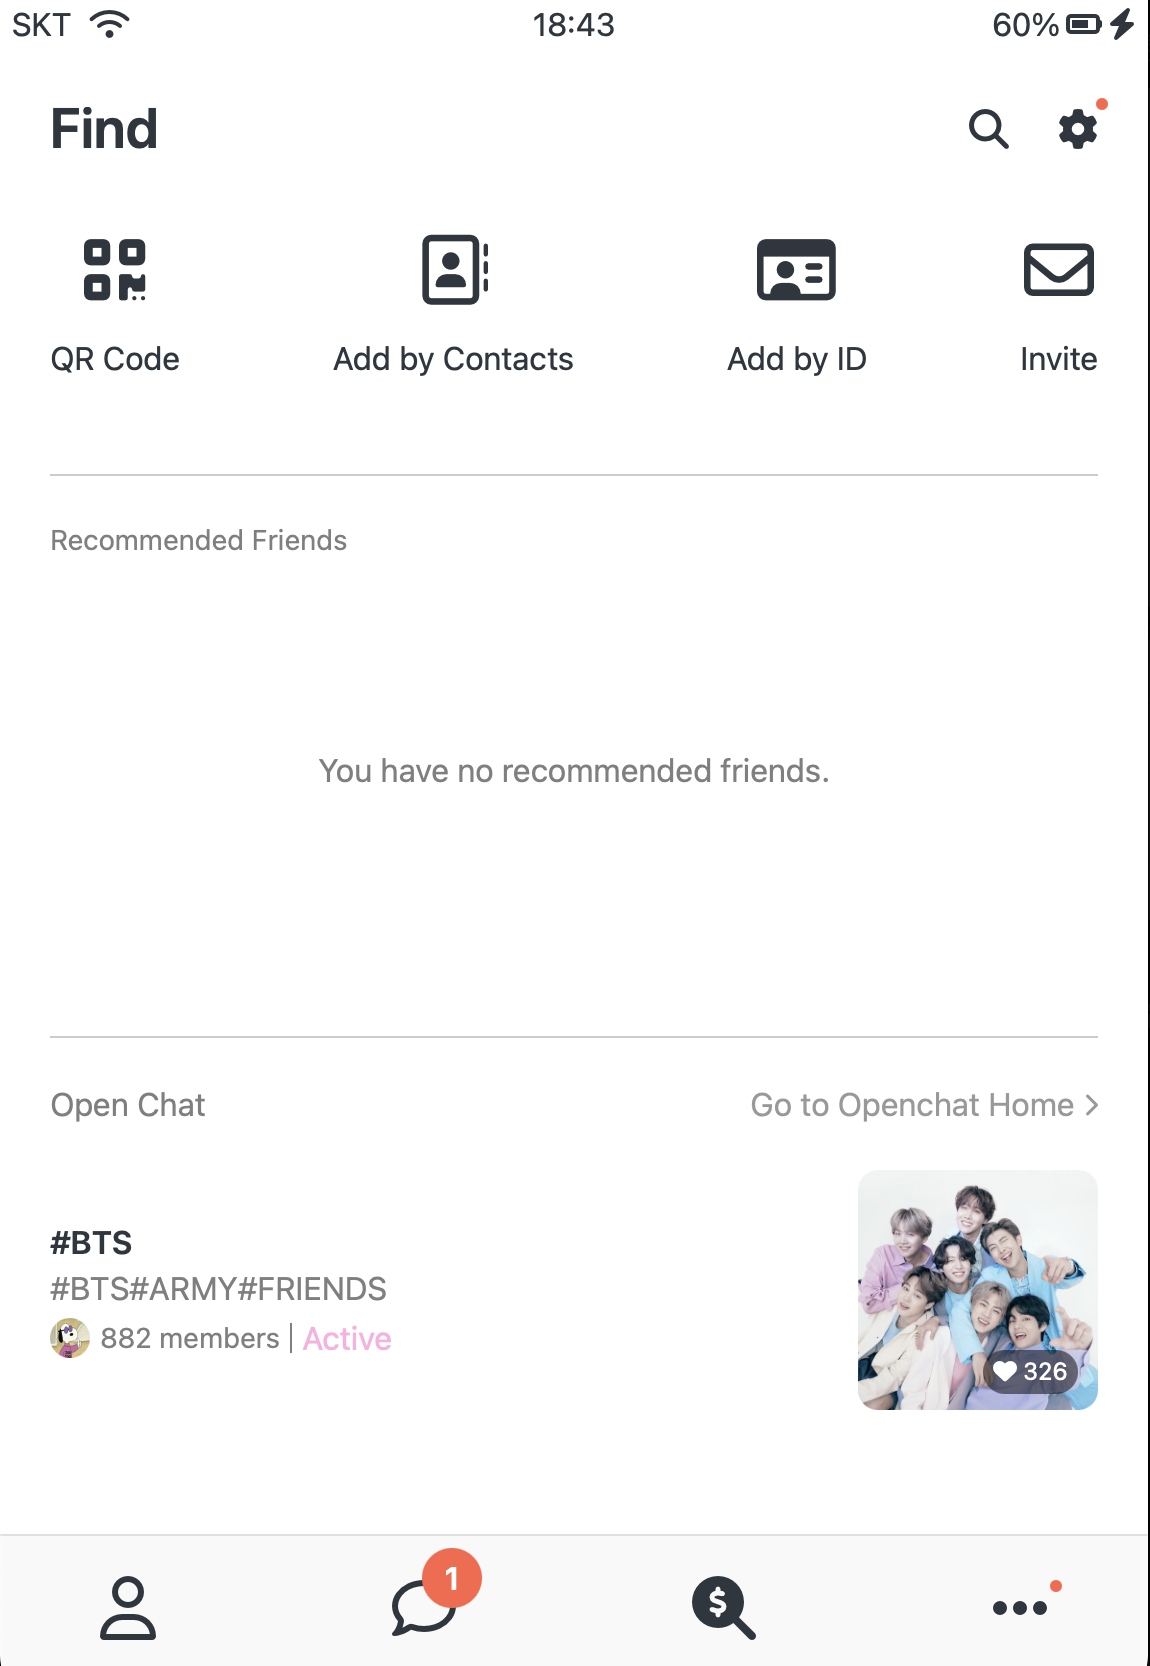 SKT 18:43 60%
Find
QR Code Add by Contacts Add by ID Invite
Recommended Friends
You have no recommended friends.
Open Chat Go to Openchat Home
#BTS
#BTS#ARMY#FRIENDS
882 members | Active
326
1
$